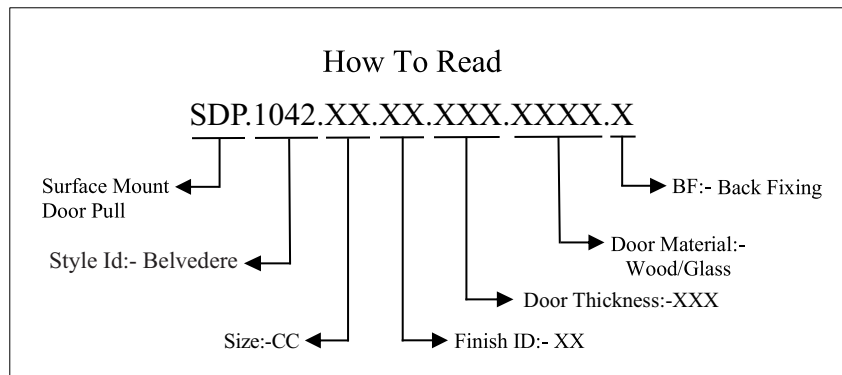 How To Read
SDP.1042.XX.XX.XXX.XXXX.X
Surface Mount
Door Pull
BF:- Back Fixing
Style Id:- Belvedere
Door Material:-
Wood/Glass
Door Thickness:-XXX
Size:-CC
Finish ID:- XX